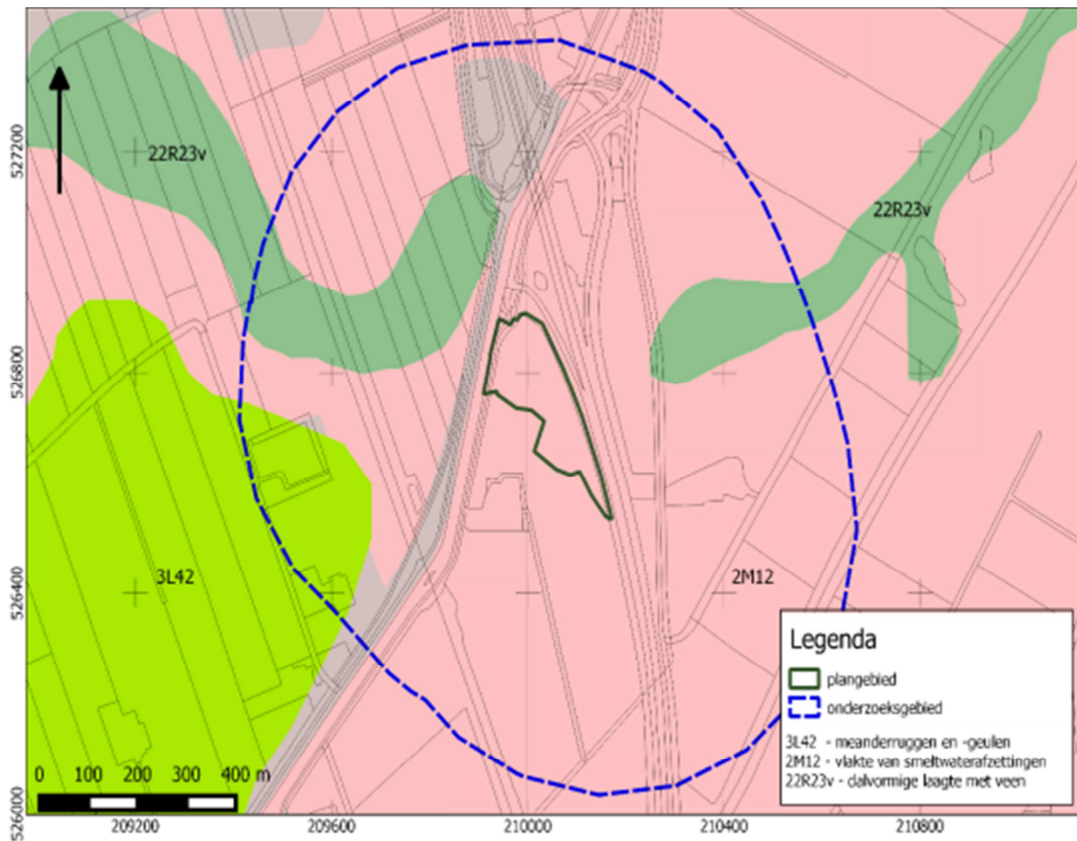 527200
22R23v
22R23v
526800
3L42
2M12
526400
Legenda
plangebied
onderzoeksgebied
3L42 - meanderruggen en -geulen
2M12 - vlakte van smeltwaterafzettingen
22R23v - dalvormige laagte met veen
0 100 200 300 400 m
526000
209200 209600 210000 210400 210800